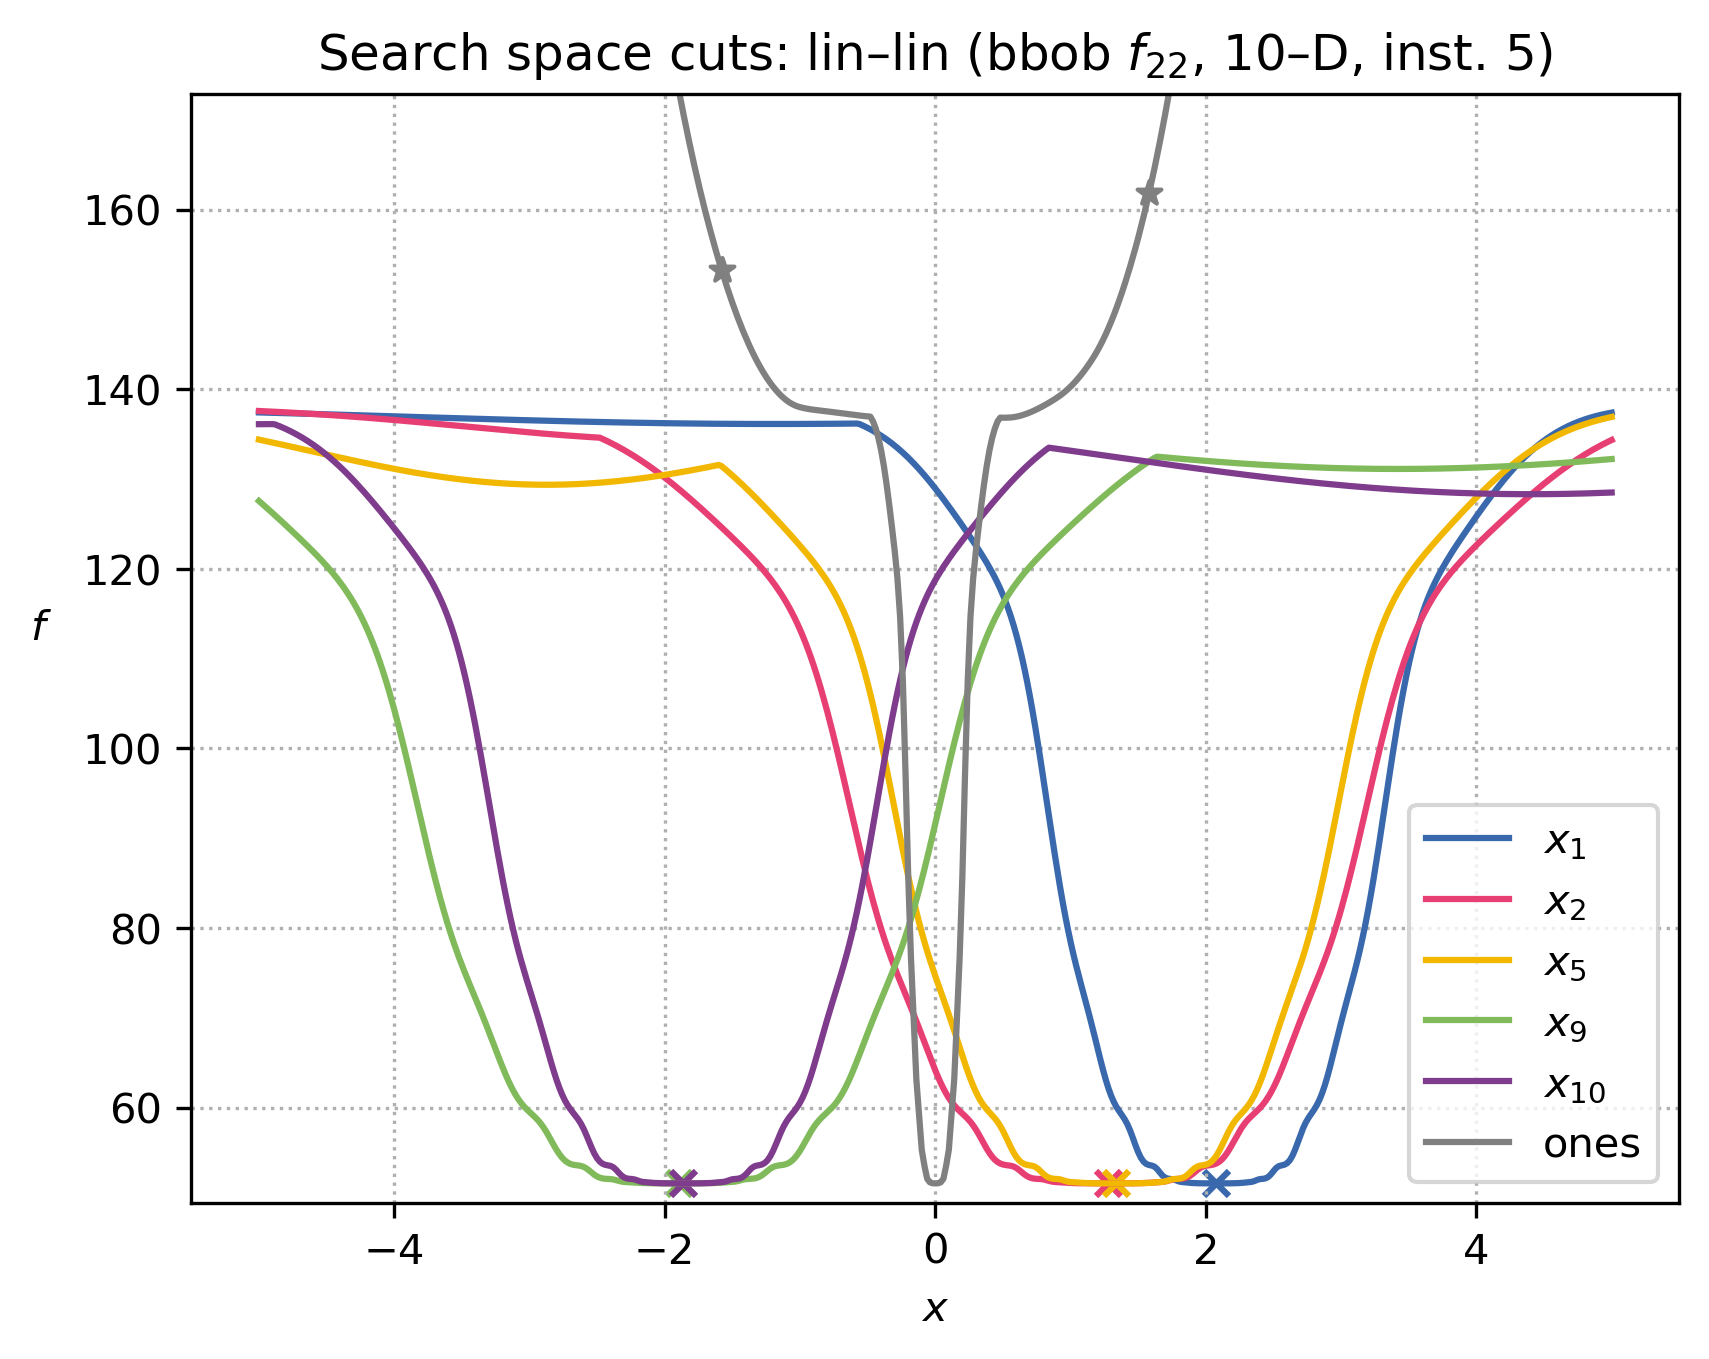 Search space cuts: lin–lin (bbob f₂₂, 10–D, inst. 5)
160
140
120
100
80
60
f
−4
−2
0
2
4
x
x₁
x₂
x₅
x₉
x₁₀
ones